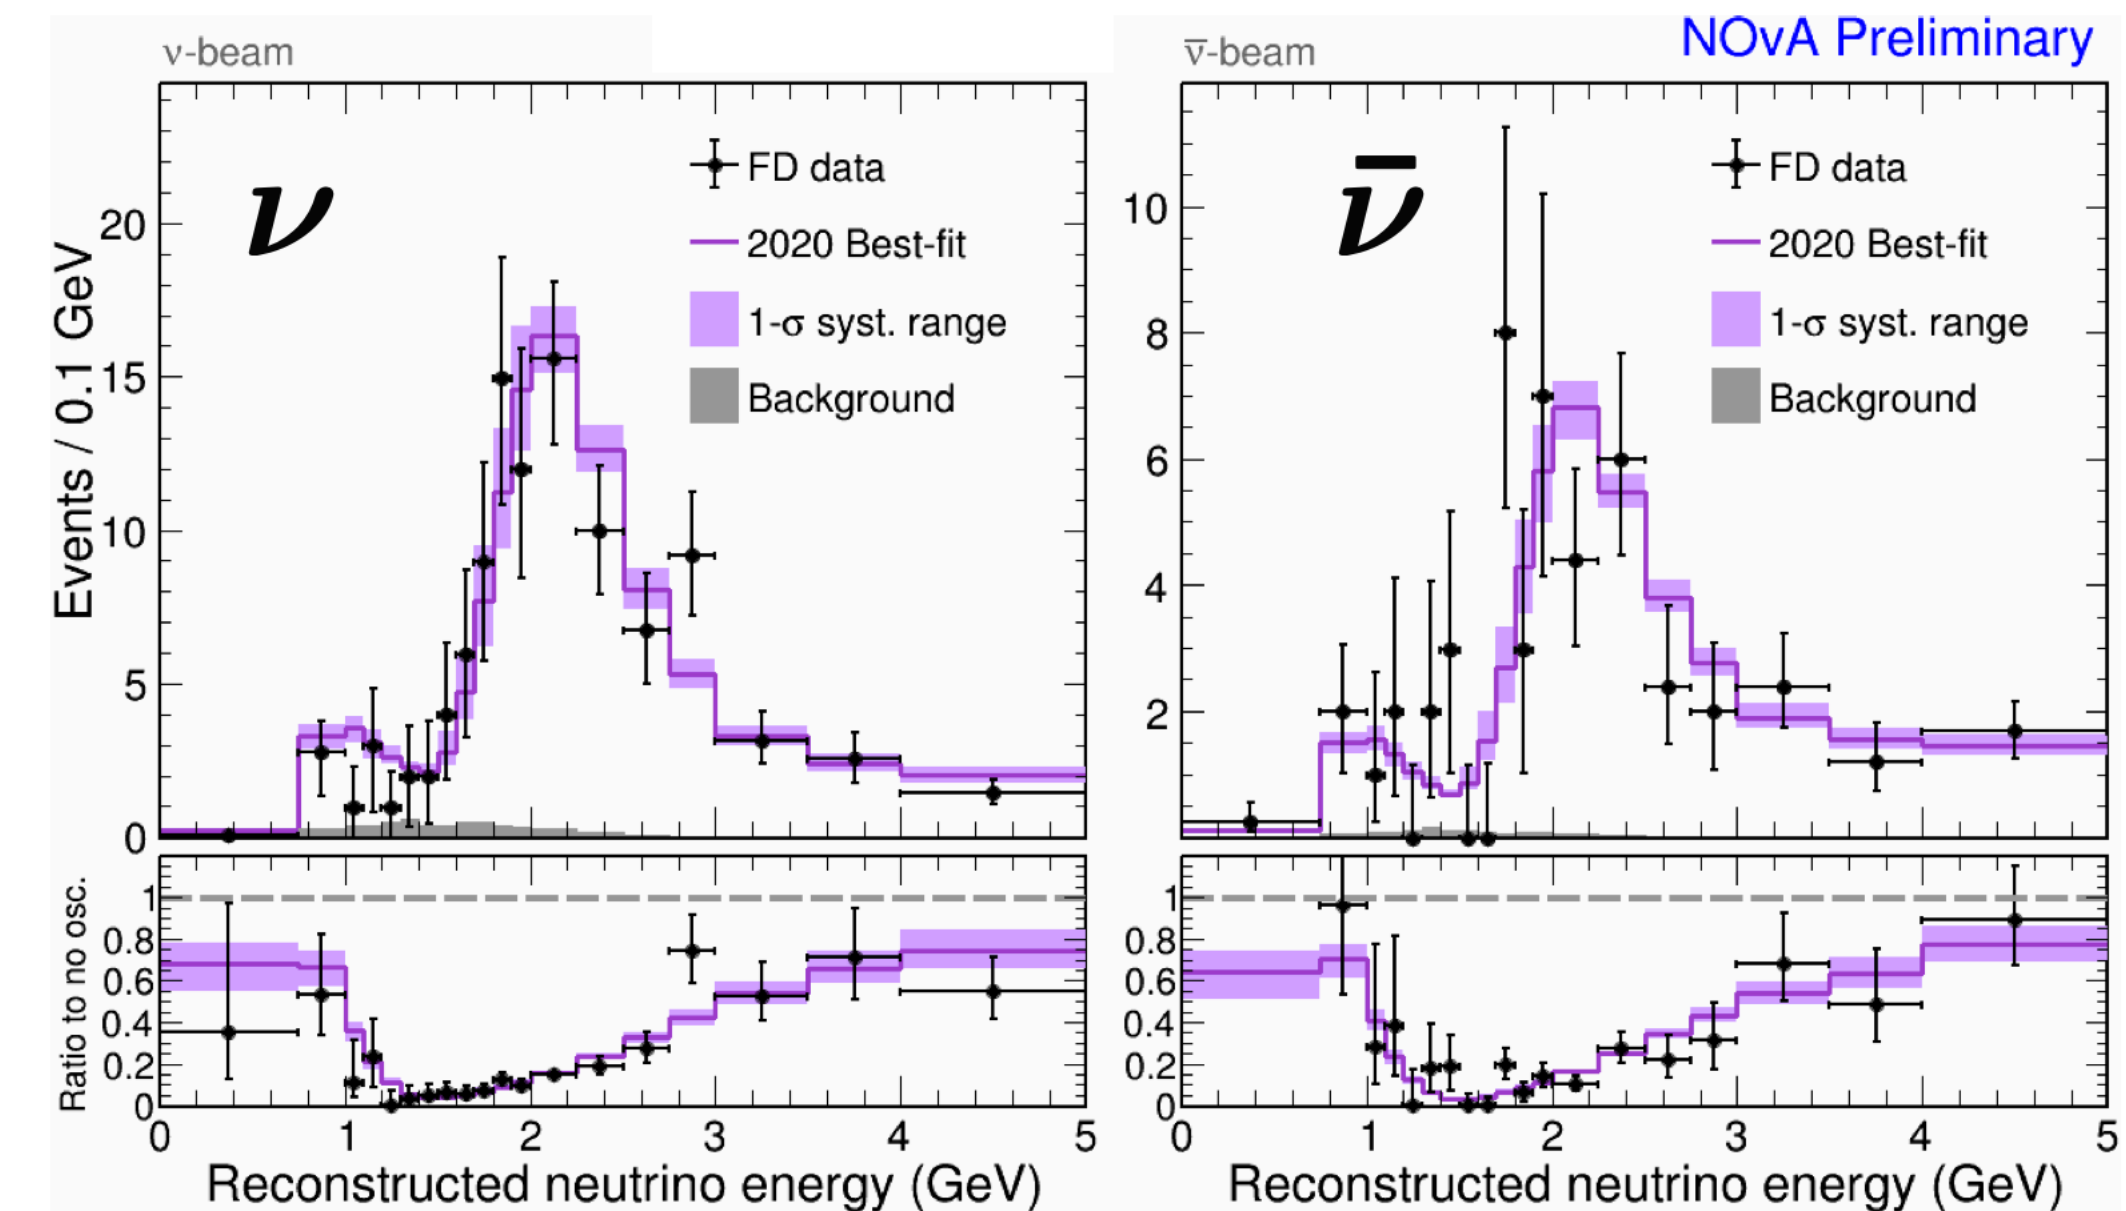 NOνA Preliminary
ν-beam
ν
FD data
2020 Best-fit
1-σ syst. range
Background
Events / 0.1 GeV
20
15
10
5
0
Ratio to no osc.
1
0.8
0.6
0.4
0.2
0
0 1 2 3 4 5
Reconstructed neutrino energy (GeV)
ν̄-beam
ν̄
FD data
2020 Best-fit
1-σ syst. range
Background
10
8
6
4
2
1
0.8
0.6
0.4
0.2
0
0 1 2 3 4 5
Reconstructed neutrino energy (GeV)